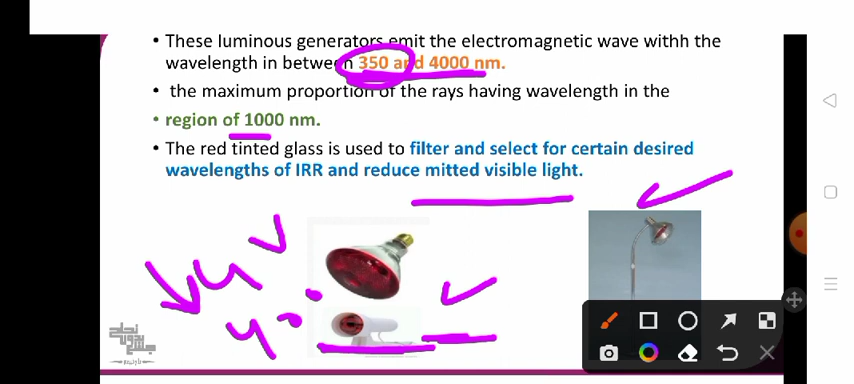 • These luminous generators emit the electromagnetic wave withh the
wavelength in between 350 and 4000 nm.
• the maximum proportion of the rays having wavelength in the
• region of 1000 nm.
• The red tinted glass is used to filter and select for certain desired
wavelengths of IRR and reduce mitted visible light.